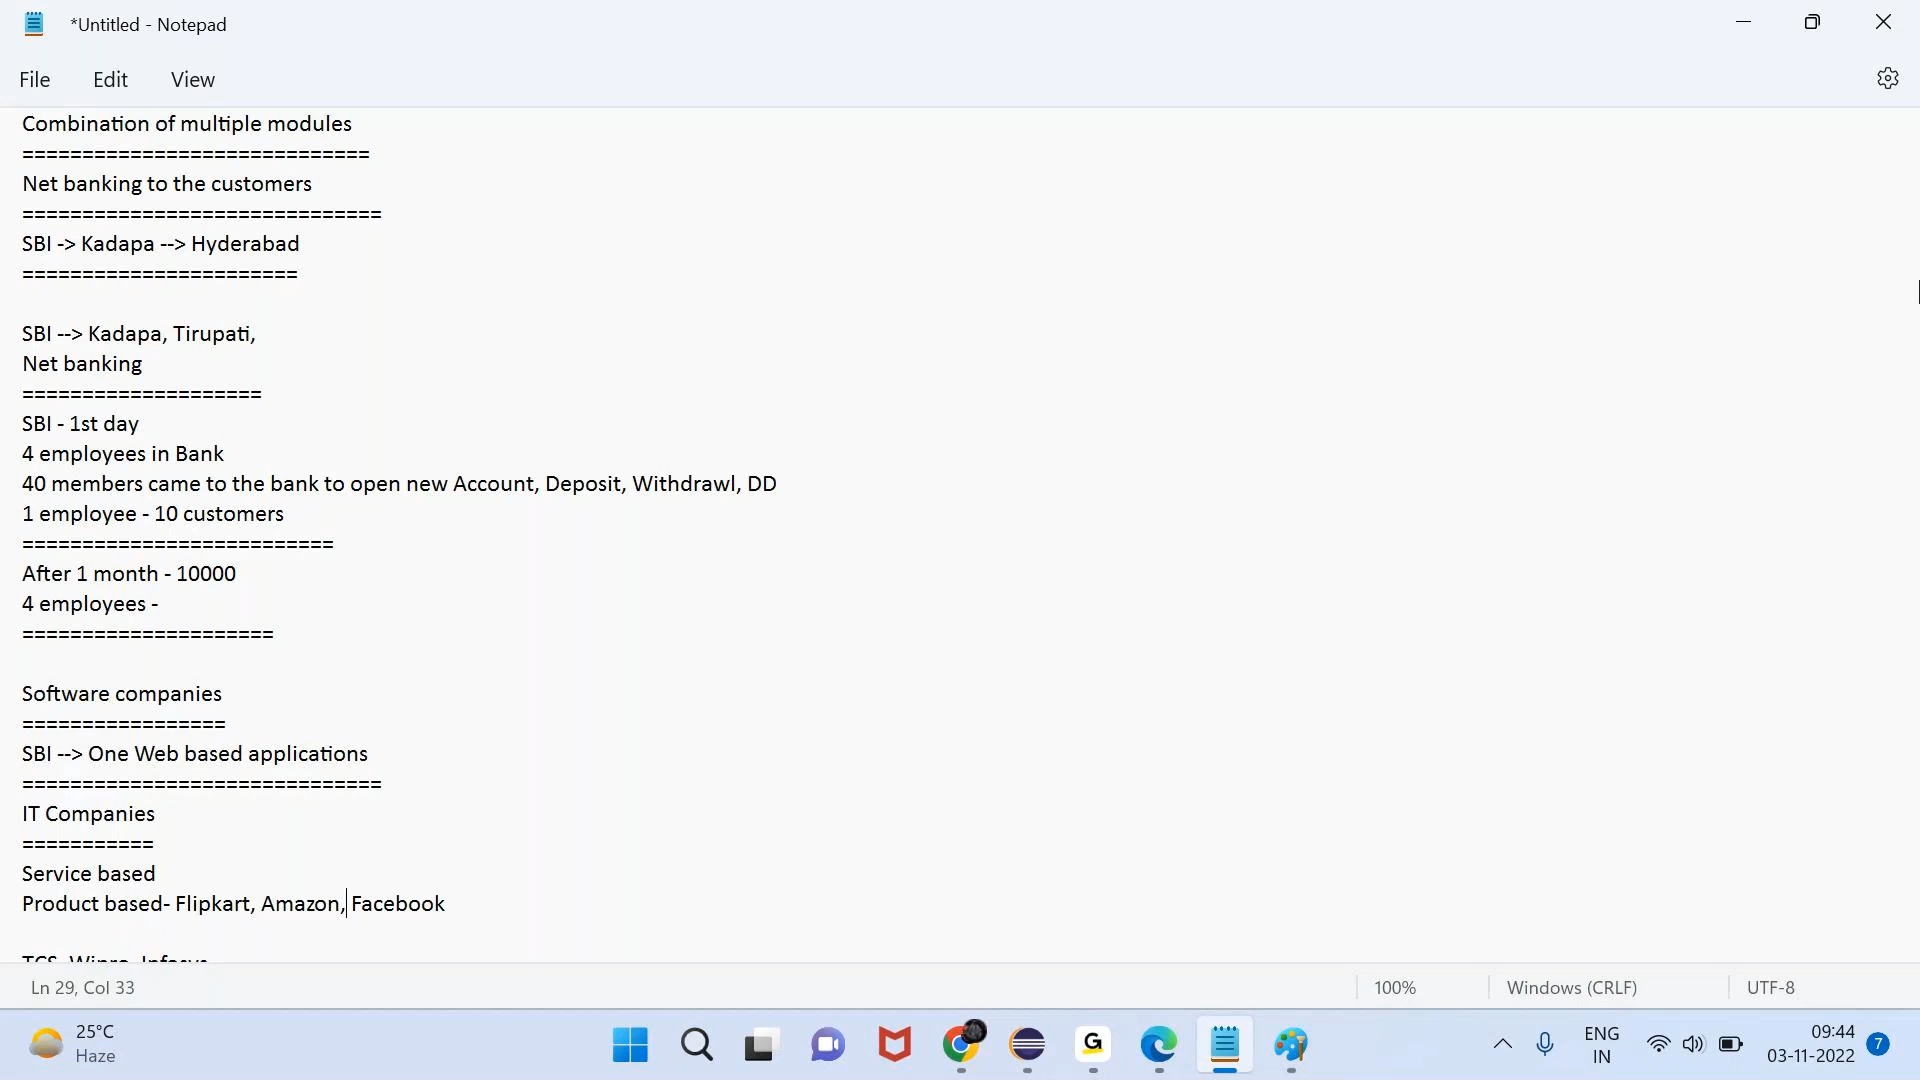 *Untitled - Notepad
File Edit View
Combination of multiple modules
=============================
Net banking to the customers
==============================
SBI -> Kadapa --> Hyderabad
=======================
SBI --> Kadapa, Tirupati,
Net banking
====================
SBI - 1st day
4 employees in Bank
40 members came to the bank to open new Account, Deposit, Withdrawl, DD
1 employee - 10 customers
==========================
After 1 month - 10000
4 employees -
=====================
Software companies
=================
SBI --> One Web based applications
==============================
IT Companies
===========
Service based
Product based- Flipkart, Amazon, Facebook
TCS, Wipro, Infosys
Ln 29, Col 33 100% Windows (CRLF) UTF-8
25°C
Haze
G
ENG
IN
09:44
03-11-2022
7